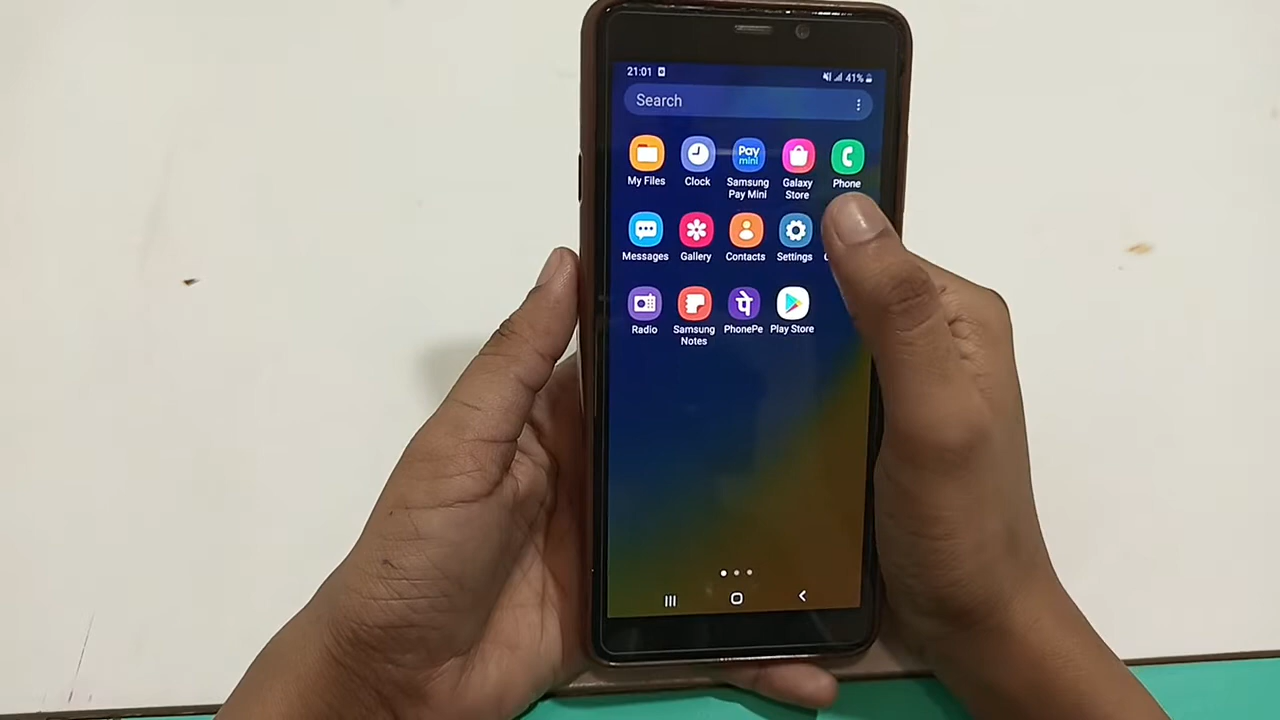 21:01
41%
Search
My Files
Clock
Pay mini
Samsung Pay Mini
Galaxy Store
Phone
Messages
Gallery
Contacts
Settings
Radio
Samsung Notes
पे
PhonePe
Play Store